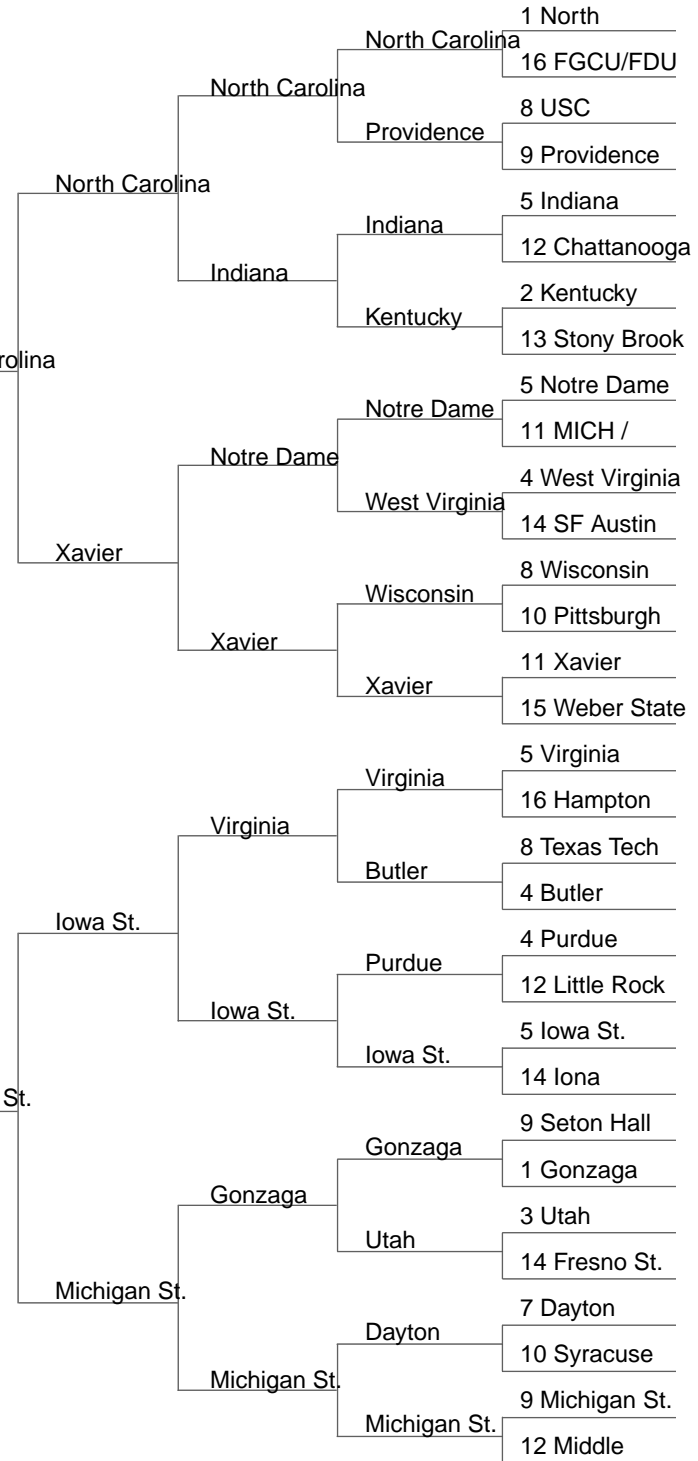 1 North
North Carolina
16 FGCU/FDU
North Carolina
8 USC
Providence
9 Providence
North Carolina
5 Indiana
Indiana
12 Chattanooga
Indiana
2 Kentucky
Kentucky
13 Stony Brook
rolina
5 Notre Dame
Notre Dame
11 MICH /
Notre Dame
4 West Virginia
West Virginia
14 SF Austin
Xavier
8 Wisconsin
Wisconsin
10 Pittsburgh
Xavier
11 Xavier
Xavier
15 Weber State
5 Virginia
Virginia
16 Hampton
Virginia
8 Texas Tech
Butler
4 Butler
Iowa St.
4 Purdue
Purdue
12 Little Rock
Iowa St.
5 Iowa St.
Iowa St.
14 Iona
St.
9 Seton Hall
Gonzaga
1 Gonzaga
Gonzaga
3 Utah
Utah
14 Fresno St.
Michigan St.
7 Dayton
Dayton
10 Syracuse
Michigan St.
9 Michigan St.
Michigan St.
12 Middle